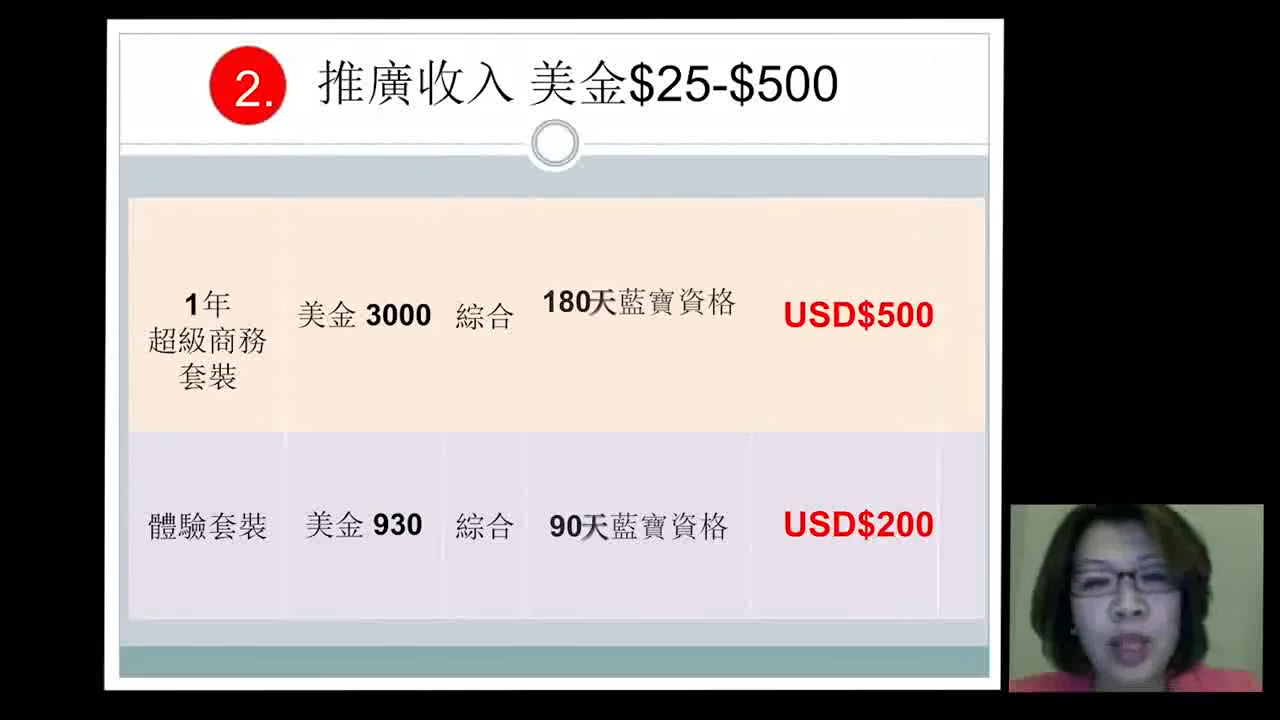 2. 推廣收入 美金$25-$500
1年
超級商務
套裝
美金 3000
綜合
180天藍寶資格
USD$500
體驗套裝
美金 930
綜合
90天藍寶資格
USD$200